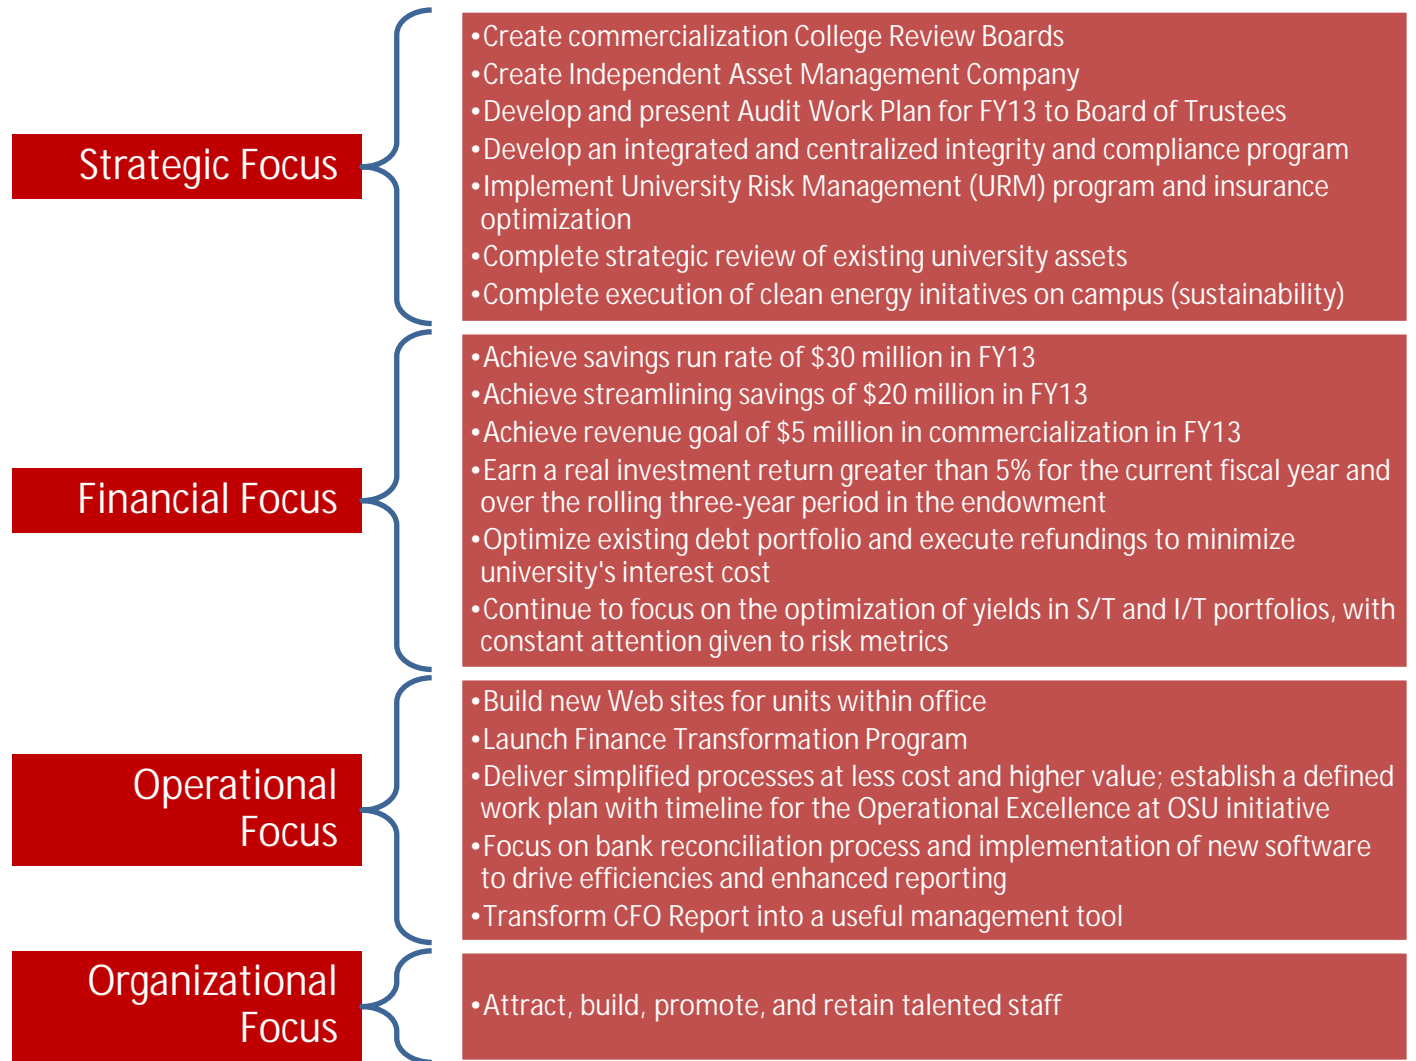 Strategic Focus
•Create commercialization College Review Boards
•Create Independent Asset Management Company
•Develop and present Audit Work Plan for FY13 to Board of Trustees
•Develop an integrated and centralized integrity and compliance program
•Implement University Risk Management (URM) program and insurance
optimization
•Complete strategic review of existing university assets
•Complete execution of clean energy initatives on campus (sustainability)
Financial Focus
•Achieve savings run rate of $30 million in FY13
•Achieve streamlining savings of $20 million in FY13
•Achieve revenue goal of $5 million in commercialization in FY13
•Earn a real investment return greater than 5% for the current fiscal year and
over the rolling three-year period in the endowment
•Optimize existing debt portfolio and execute refundings to minimize
university's interest cost
•Continue to focus on the optimization of yields in S/T and I/T portfolios, with
constant attention given to risk metrics
Operational
Focus
•Build new Web sites for units within office
•Launch Finance Transformation Program
•Deliver simplified processes at less cost and higher value; establish a defined
work plan with timeline for the Operational Excellence at OSU initiative
•Focus on bank reconciliation process and implementation of new software
to drive efficiencies and enhanced reporting
•Transform CFO Report into a useful management tool
Organizational
Focus
•Attract, build, promote, and retain talented staff